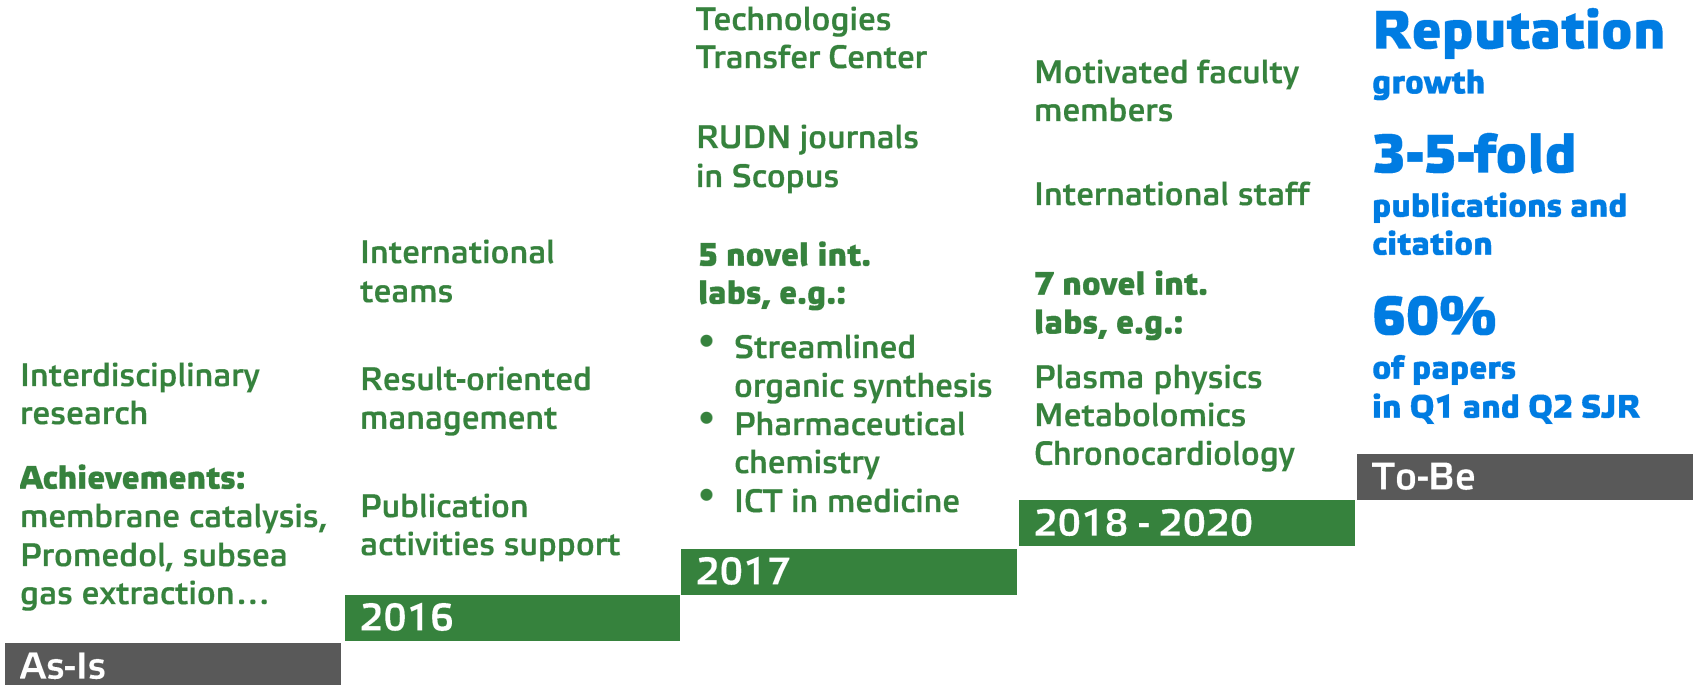 Interdisciplinary
research
Achievements:
membrane catalysis,
Promedol, subsea
gas extraction...
As-Is
International
teams
Result-oriented
management
Publication
activities support
2016
Technologies
Transfer Center
RUDN journals
in Scopus
5 novel int.
labs, e.g.:
• Streamlined
organic synthesis
• Pharmaceutical
chemistry
• ICT in medicine
2017
Motivated faculty
members
International staff
7 novel int.
labs, e.g.:
Plasma physics
Metabolomics
Chronocardiology
2018 - 2020
Reputation
growth
3-5-fold
publications and
citation
60%
of papers
in Q1 and Q2 SJR
To-Be